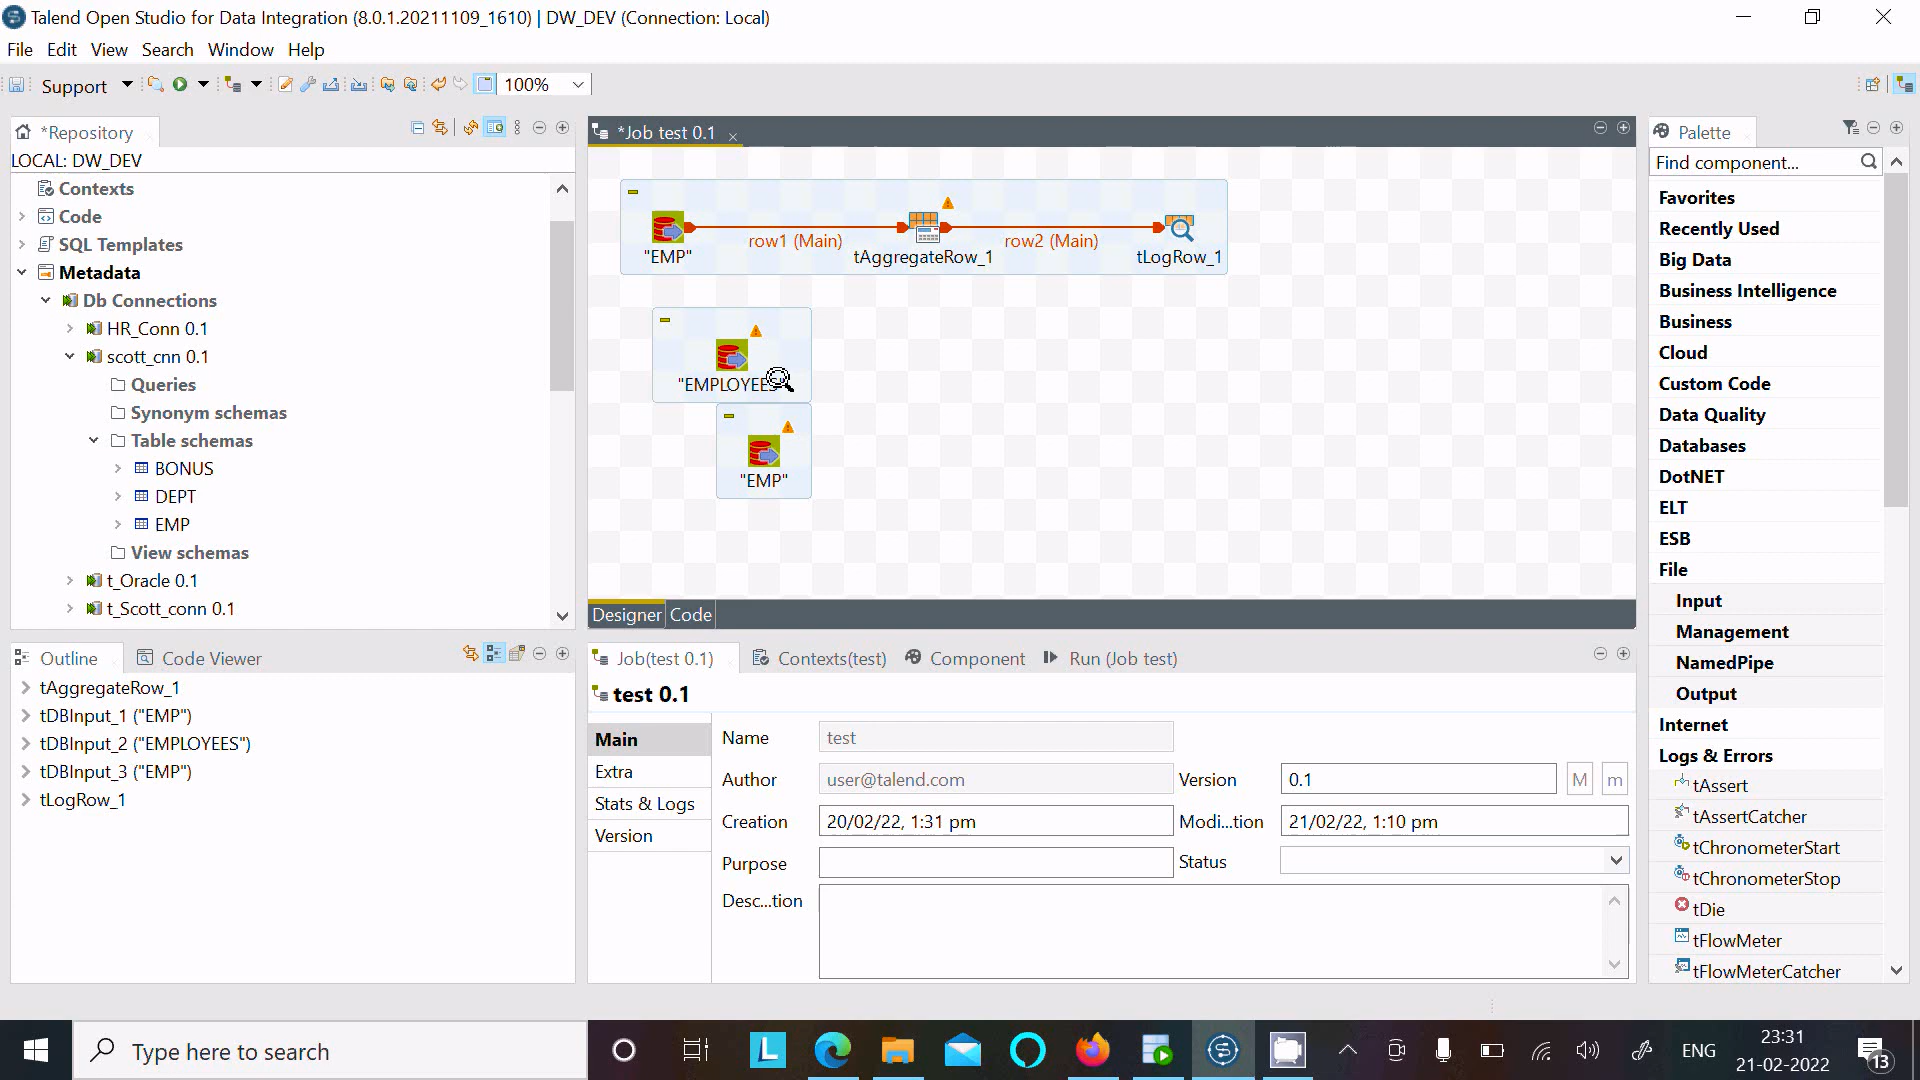 Talend Open Studio for Data Integration (8.0.1.20211109_1610) | DW_DEV (Connection: Local)
File Edit View Search Window Help
Support 100%
*Repository
LOCAL: DW_DEV
Contexts
Code
SQL Templates
Metadata
Db Connections
HR_Conn 0.1
scott_cnn 0.1
Queries
Synonym schemas
Table schemas
BONUS
DEPT
EMP
View schemas
t_Oracle 0.1
t_Scott_conn 0.1
*Job test 0.1
row1 (Main)
row2 (Main)
"EMP"
tAggregateRow_1
tLogRow_1
"EMPLOYEES"
"EMP"
Designer Code
Palette
Find component...
Favorites
Recently Used
Big Data
Business Intelligence
Business
Cloud
Custom Code
Data Quality
Databases
DotNET
ELT
ESB
File
Input
Management
NamedPipe
Output
Internet
Logs & Errors
tAssert
tAssertCatcher
tChronometerStart
tChronometerStop
tDie
tFlowMeter
tFlowMeterCatcher
Outline Code Viewer
tAggregateRow_1
tDBInput_1 ("EMP")
tDBInput_2 ("EMPLOYEES")
tDBInput_3 ("EMP")
tLogRow_1
Job(test 0.1) Contexts(test) Component Run (Job test)
test 0.1
Main
Extra
Stats & Logs
Version
Name test
Author user@talend.com Version 0.1 M m
Creation 20/02/22, 1:31 pm Modi...tion 21/02/22, 1:10 pm
Purpose Status
Desc...tion
Type here to search
L
ENG
23:31
21-02-2022
13